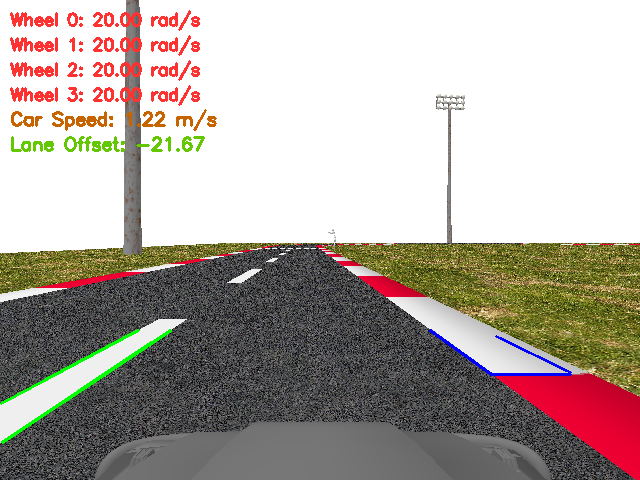 Wheel 0: 20.00 rad/s
Wheel 1: 20.00 rad/s
Wheel 2: 20.00 rad/s
Wheel 3: 20.00 rad/s
Car Speed: 1.22 m/s
Lane Offset: -21.67